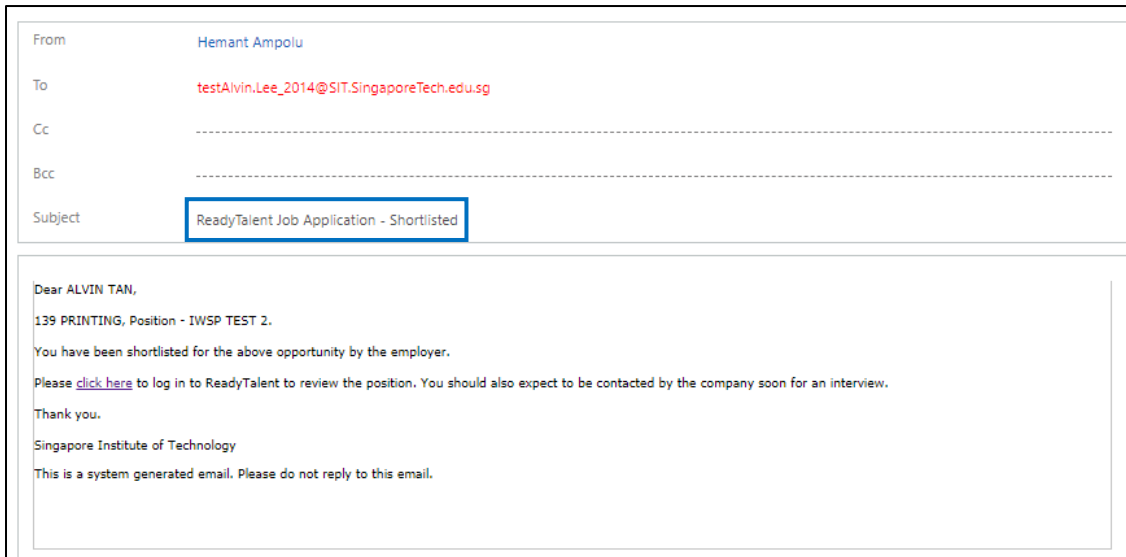 From Hemant Ampolu
To testAlvin.Lee_2014@SIT.SingaporeTech.edu.sg
Cc
Bcc
Subject ReadyTalent Job Application - Shortlisted
Dear ALVIN TAN,
139 PRINTING, Position - IWSP TEST 2.
You have been shortlisted for the above opportunity by the employer.
Please click here to log in to ReadyTalent to review the position. You should also expect to be contacted by the company soon for an interview.
Thank you.
Singapore Institute of Technology
This is a system generated email. Please do not reply to this email.